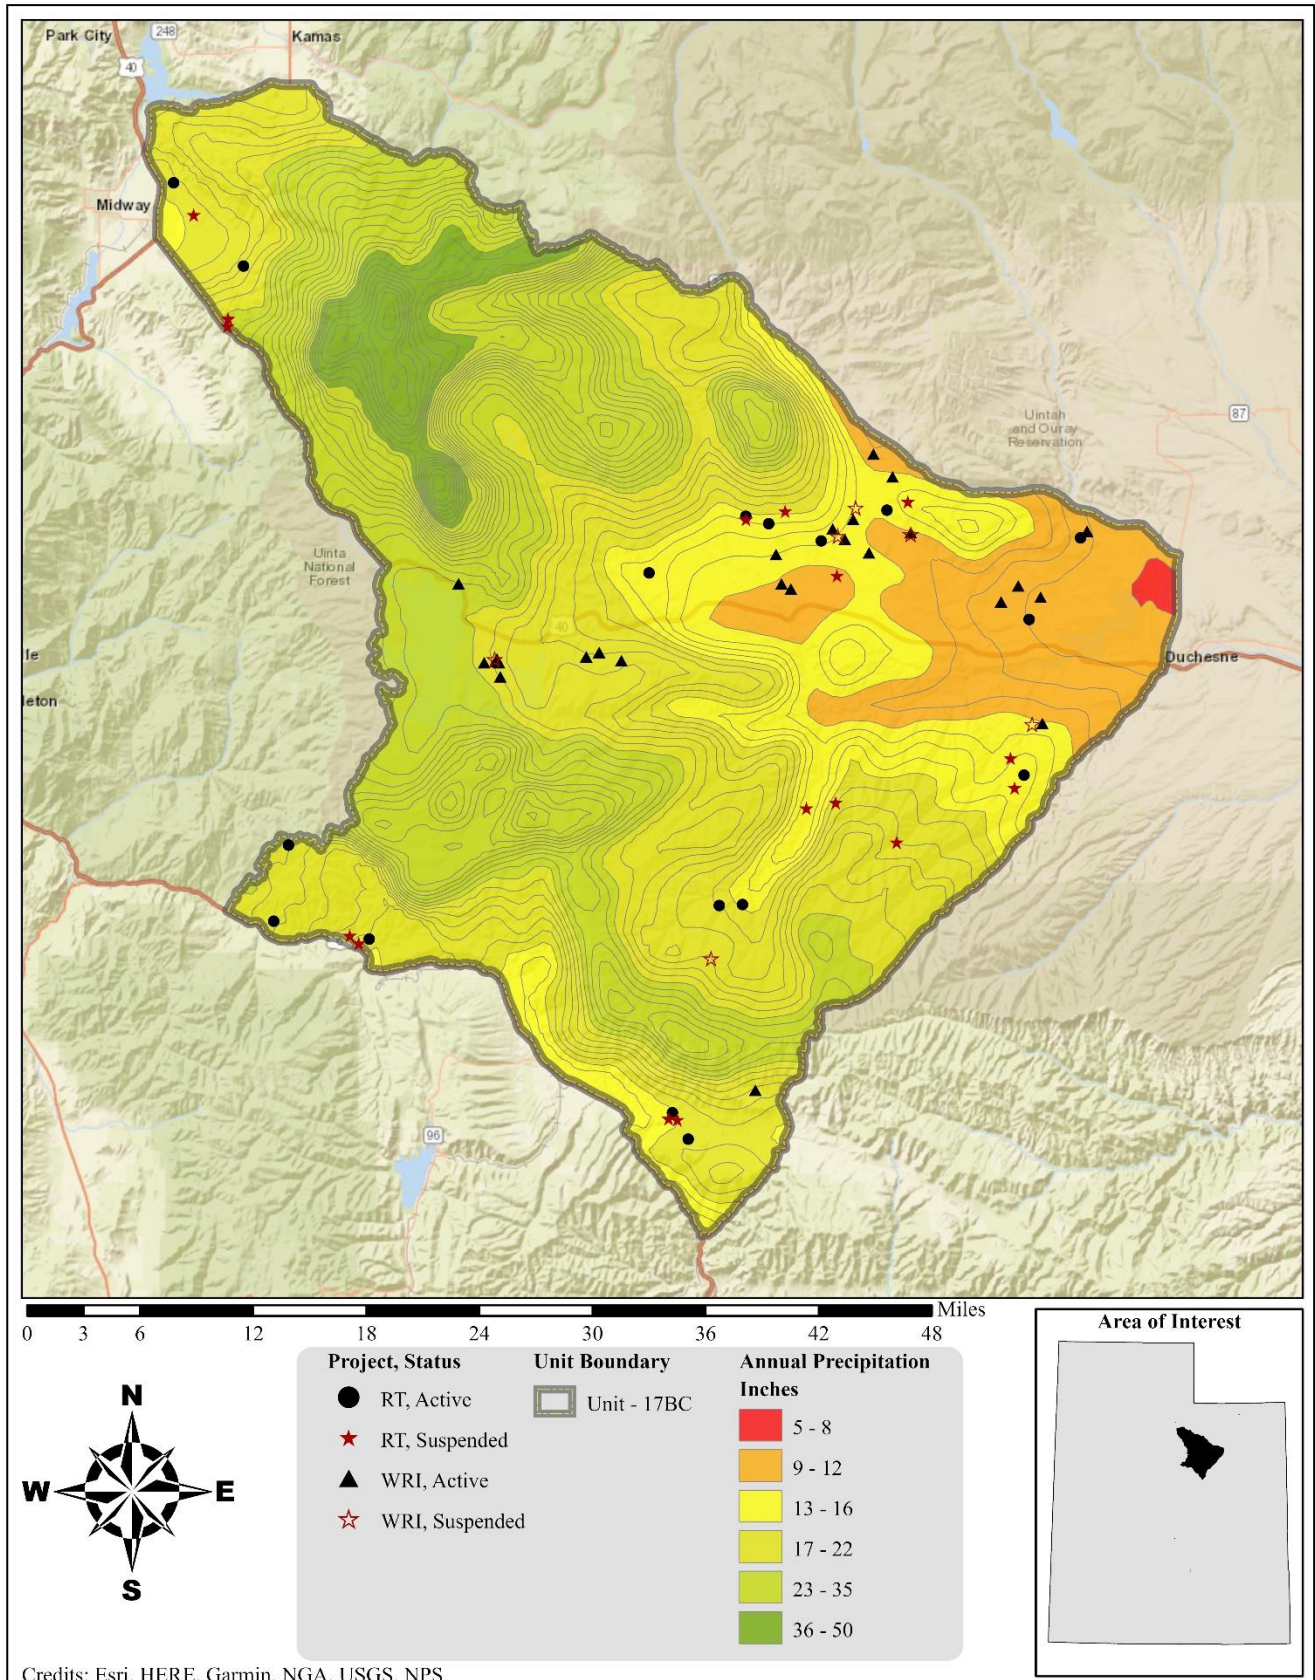 Park City
248
Kamas
40
Midway
87
Uintah
and Ouray
Reservation
Uinta
National
Forest
40
lle
Duchesne
leton
96
Miles
0 3 6 12 18 24 30 36 42 48
Project, Status
RT, Active
RT, Suspended
WRI, Active
WRI, Suspended
Unit Boundary
Unit - 17BC
Annual Precipitation
Inches
5 - 8
9 - 12
13 - 16
17 - 22
23 - 35
36 - 50
Area of Interest
N
W
E
S
Credits: Esri, HERE, Garmin, NGA, USGS, NPS